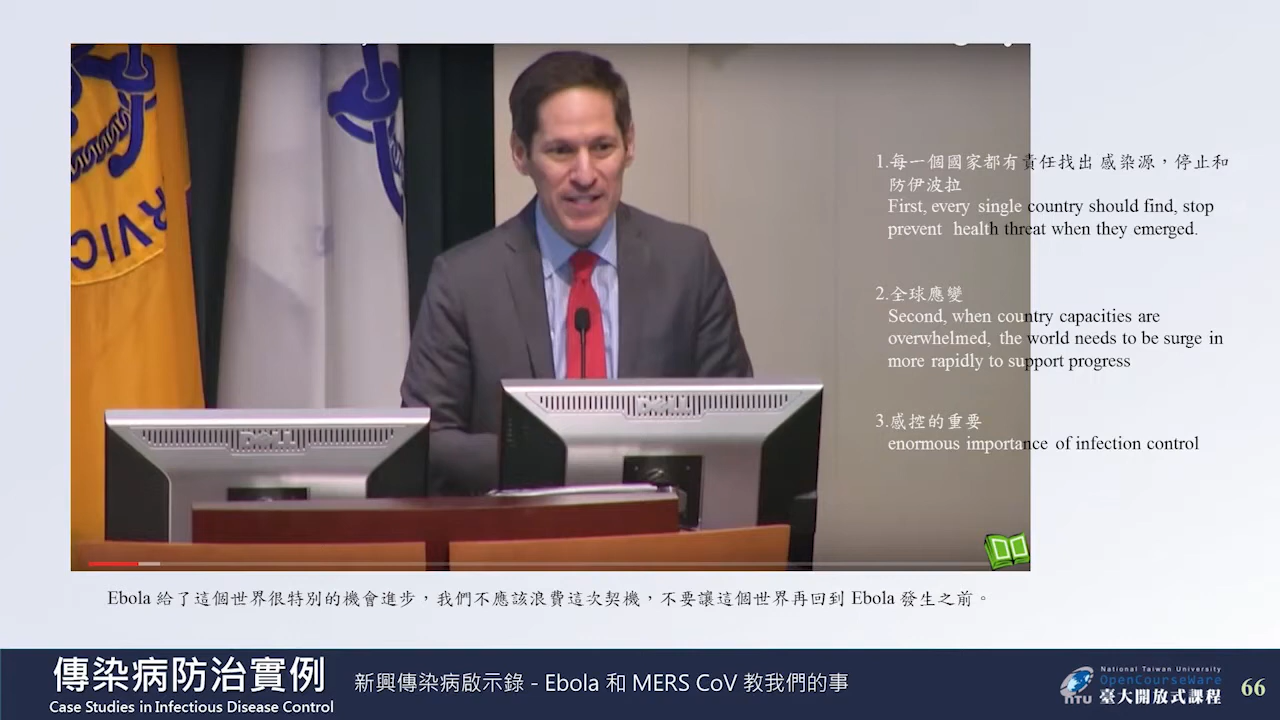 1.每一個國家都有責任找出 感染源，停止和
防伊波拉
First, every single country should find, stop
prevent health threat when they emerged.
2.全球應變
Second, when country capacities are
overwhelmed, the world needs to be surge in
more rapidly to support progress
3.感控的重要
enormous importance of infection control
Ebola 給了這個世界很特別的機會進步，我們不應該浪費這次契機，不要讓這個世界再回到 Ebola 發生之前。
傳染病防治實例
Case Studies in Infectious Disease Control
新興傳染病啟示錄 - Ebola 和 MERS CoV 教我們的事
National Taiwan University
OpenCourseWare
NTU 臺大開放式課程
66